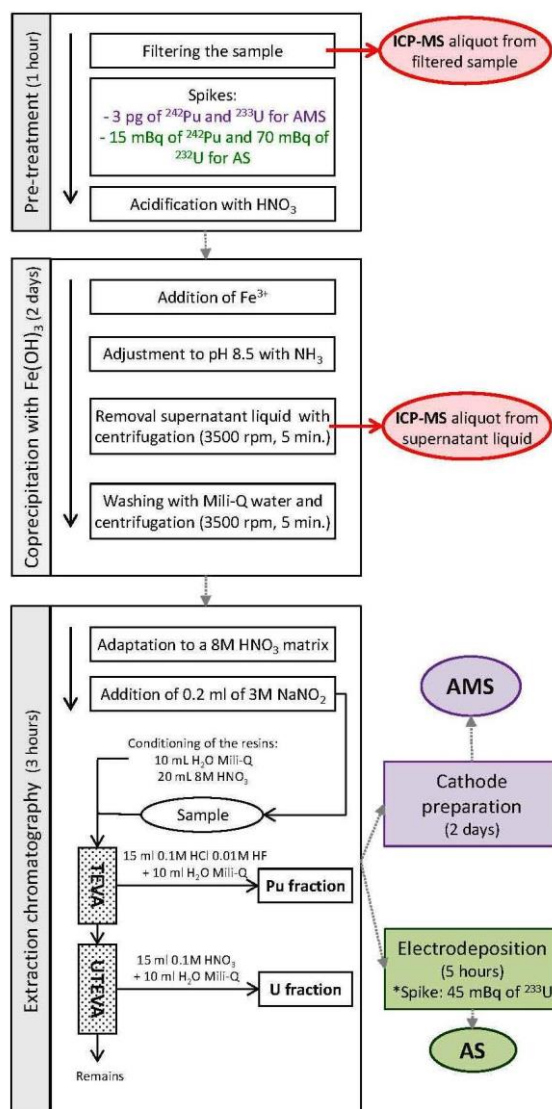 Pre-treatment (1 hour)
Filtering the sample
ICP-MS aliquot from
filtered sample
Spikes:
- 3 pg of ²⁴²Pu and ²³³U for AMS
- 15 mBq of ²⁴²Pu and 70 mBq of
²³²U for AS
Acidification with HNO₃
Coprecipitation with Fe(OH)₃ (2 days)
Addition of Fe³⁺
Adjustment to pH 8.5 with NH₃
Removal supernatant liquid with
centrifugation (3500 rpm, 5 min.)
ICP-MS aliquot from
supernatant liquid
Washing with Mili-Q water and
centrifugation (3500 rpm, 5 min.)
Extraction chromatography (3 hours)
Adaptation to a 8M HNO₃ matrix
Addition of 0.2 ml of 3M NaNO₂
Conditioning of the resins:
10 mL H₂O Mili-Q
20 mL 8M HNO₃
Sample
TEVA
15 ml 0.1M HCl 0.01M HF
+ 10 ml H₂O Mili-Q
Pu fraction
UTEVA
15 ml 0.1M HNO₃
+ 10 ml H₂O Mili-Q
U fraction
Remains
AMS
Cathode
preparation
(2 days)
Electrodeposition
(5 hours)
*Spike: 45 mBq of ²³³U
AS